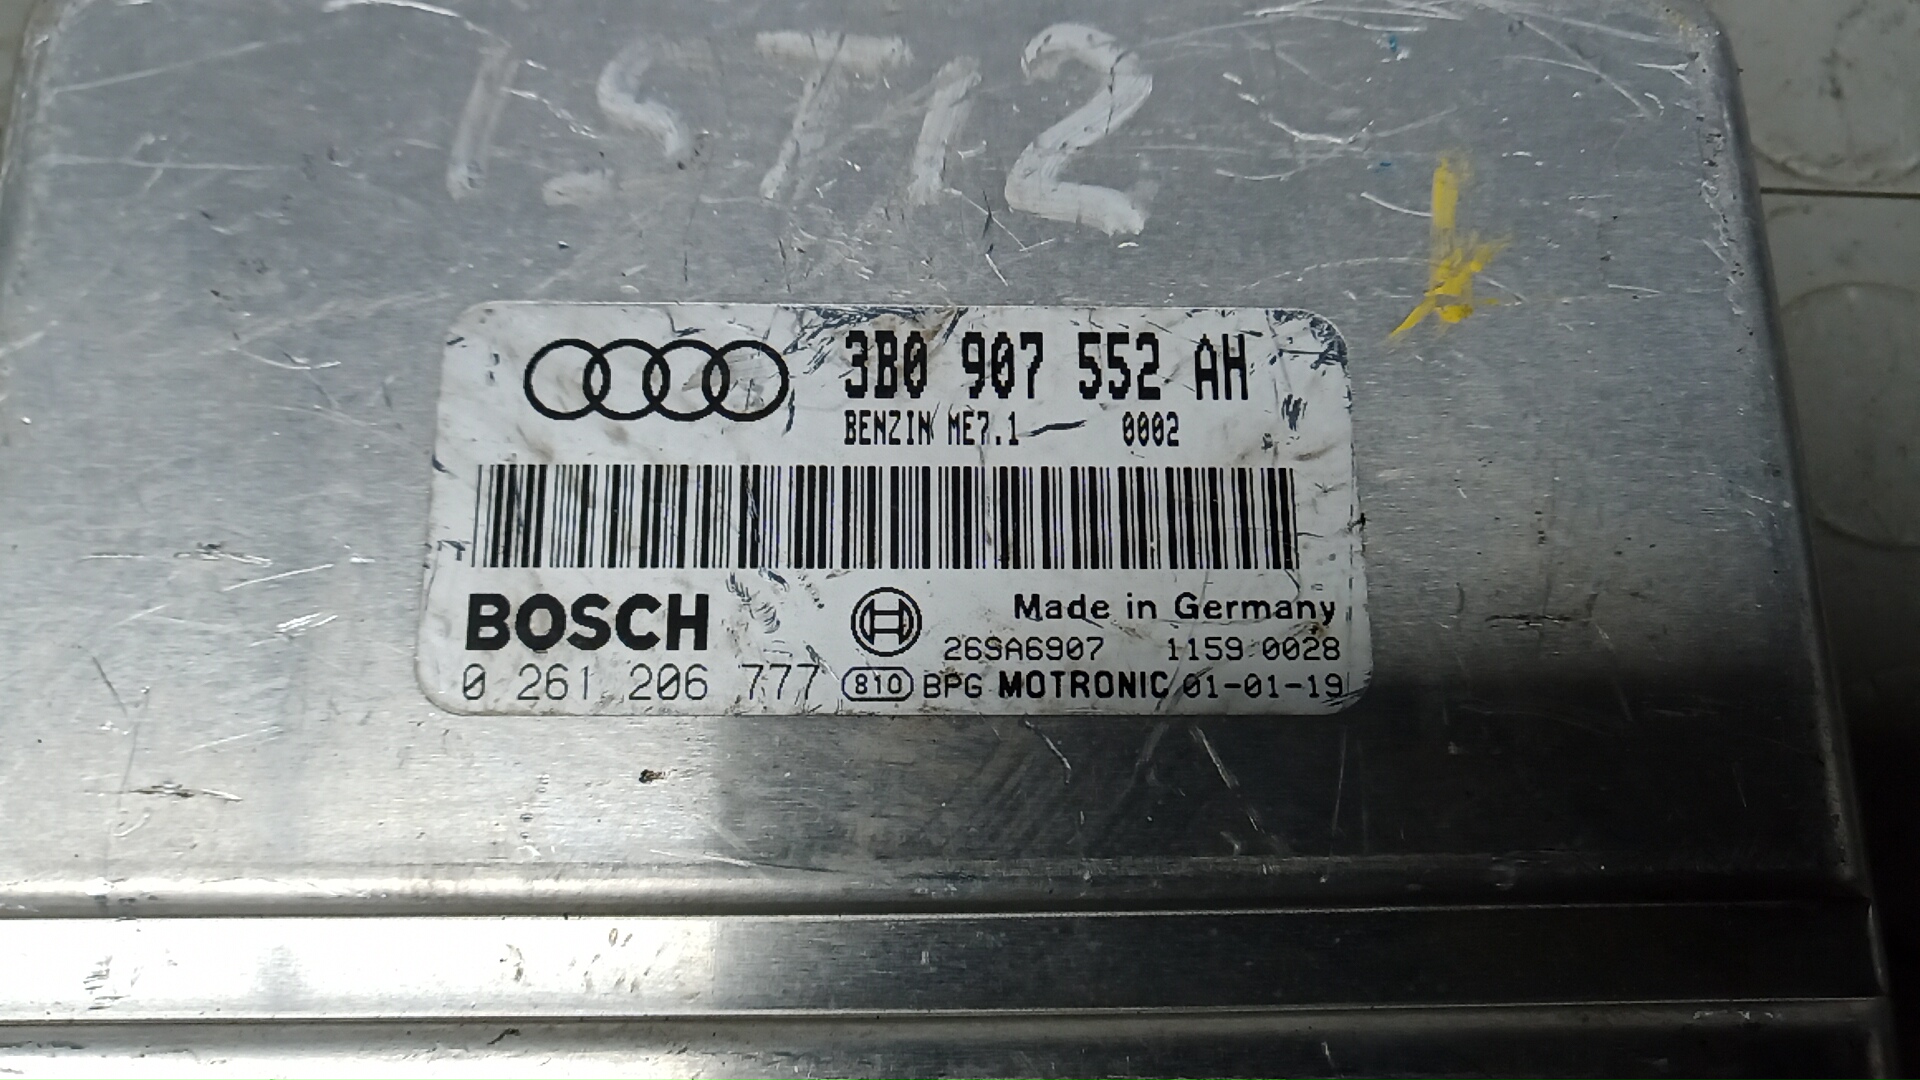 15T12
3B0 907 552 AH
BENZIN ME7.1 0002
BOSCH
Made in Germany
26SA6907 1159 0028
0 261 206 777 810 BPG MOTRONIC 01-01-19